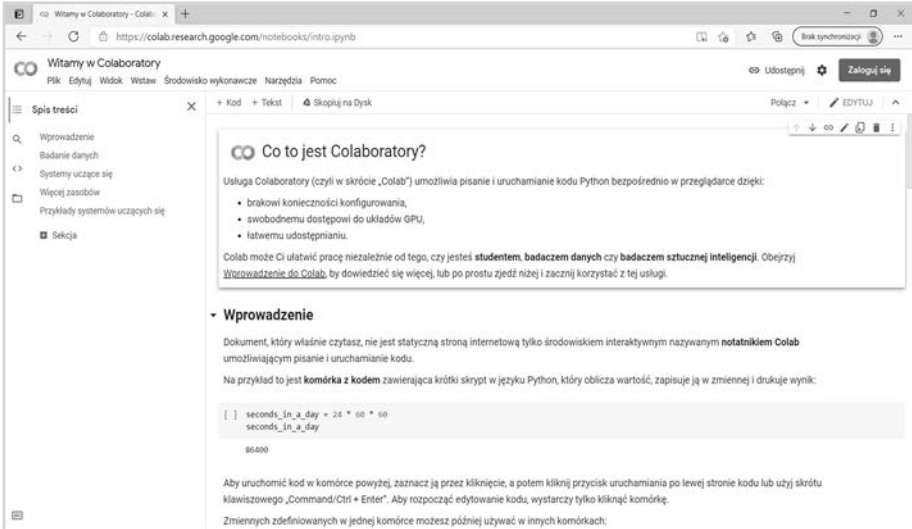 Witamy w Colaboratory - Colab
https://colab.research.google.com/notebooks/intro.ipynb
Brak synchronizacji
Witamy w Colaboratory
Udostępnij
Zaloguj się
Plik Edytuj Widok Wstaw Środowisko wykonawcze Narzędzia Pomoc
Spis treści
+ Kod + Tekst Skopiuj na Dysk
Połącz
EDYTUJ
Wprowadzenie
Badanie danych
Systemy uczące się
Więcej zasobów
Przykłady systemów uczących się
Sekcja
Co to jest Colaboratory?
Usługa Colaboratory (czyli w skrócie „Colab”) umożliwia pisanie i uruchamianie kodu Python bezpośrednio w przeglądarce dzięki:
• brakowi konieczności konfigurowania,
• swobodnemu dostępowi do układów GPU,
• łatwemu udostępnianiu.
Colab może Ci ułatwić pracę niezależnie od tego, czy jesteś studentem, badaczem danych czy badaczem sztucznej inteligencji. Obejrzyj
Wprowadzenie do Colab, by dowiedzieć się więcej, lub po prostu zjedź niżej i zacznij korzystać z tej usługi.
Wprowadzenie
Dokument, który właśnie czytasz, nie jest statyczną stroną internetową tylko środowiskiem interaktywnym nazywanym notatnikiem Colab
umożliwiającym pisanie i uruchamianie kodu.
Na przykład to jest komórka z kodem zawierająca krótki skrypt w języku Python, który oblicza wartość, zapisuje ją w zmiennej i drukuje wynik:
[ ] seconds_in_a_day = 24 * 60 * 60
seconds_in_a_day
86400
Aby uruchomić kod w komórce powyżej, zaznacz ją przez kliknięcie, a potem kliknij przycisk uruchamiania po lewej stronie kodu lub użyj skrótu
klawiszowego „Command/Ctrl + Enter”. Aby rozpocząć edytowanie kodu, wystarczy tylko kliknąć komórkę.
Zmiennych zdefiniowanych w jednej komórce możesz później używać w innych komórkach: